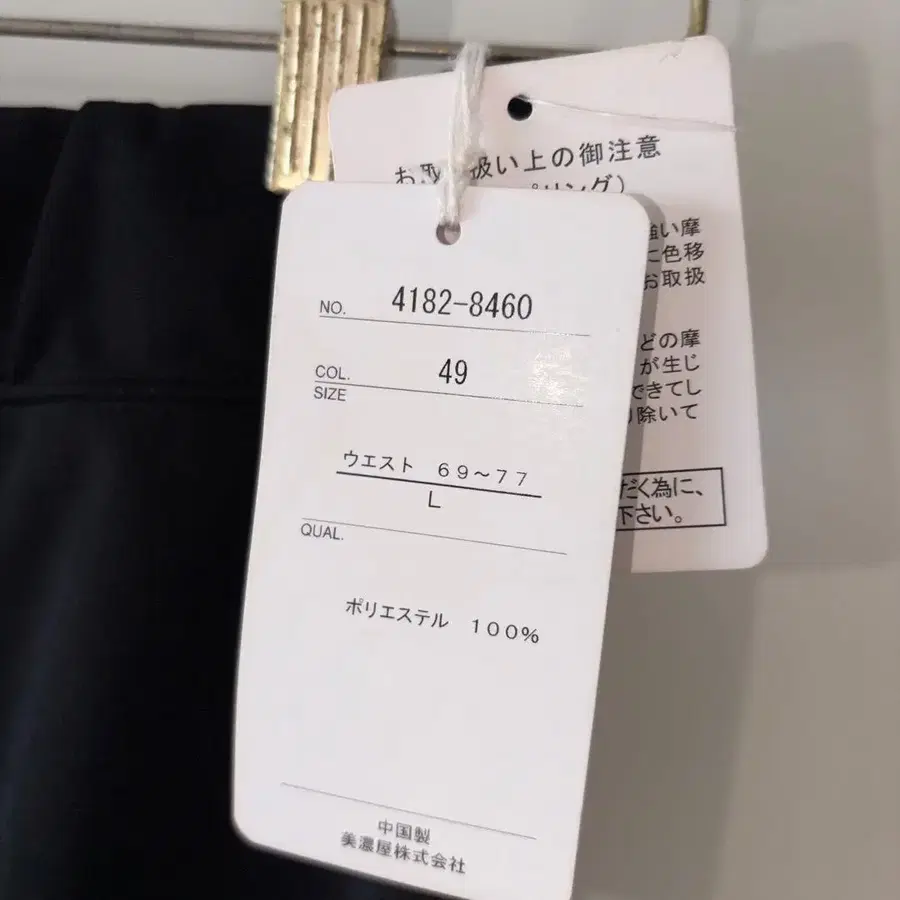 NO. 4182-8460
COL. 49
SIZE
ウエスト 69～77
L
QUAL.
ポリエステル 100%
中国製
美濃屋株式会社
お取扱い上の御注意
リング)
強い摩
に色移
お取扱
どの摩
が生じ
できてし
り除いて
だく為に、
下さい。